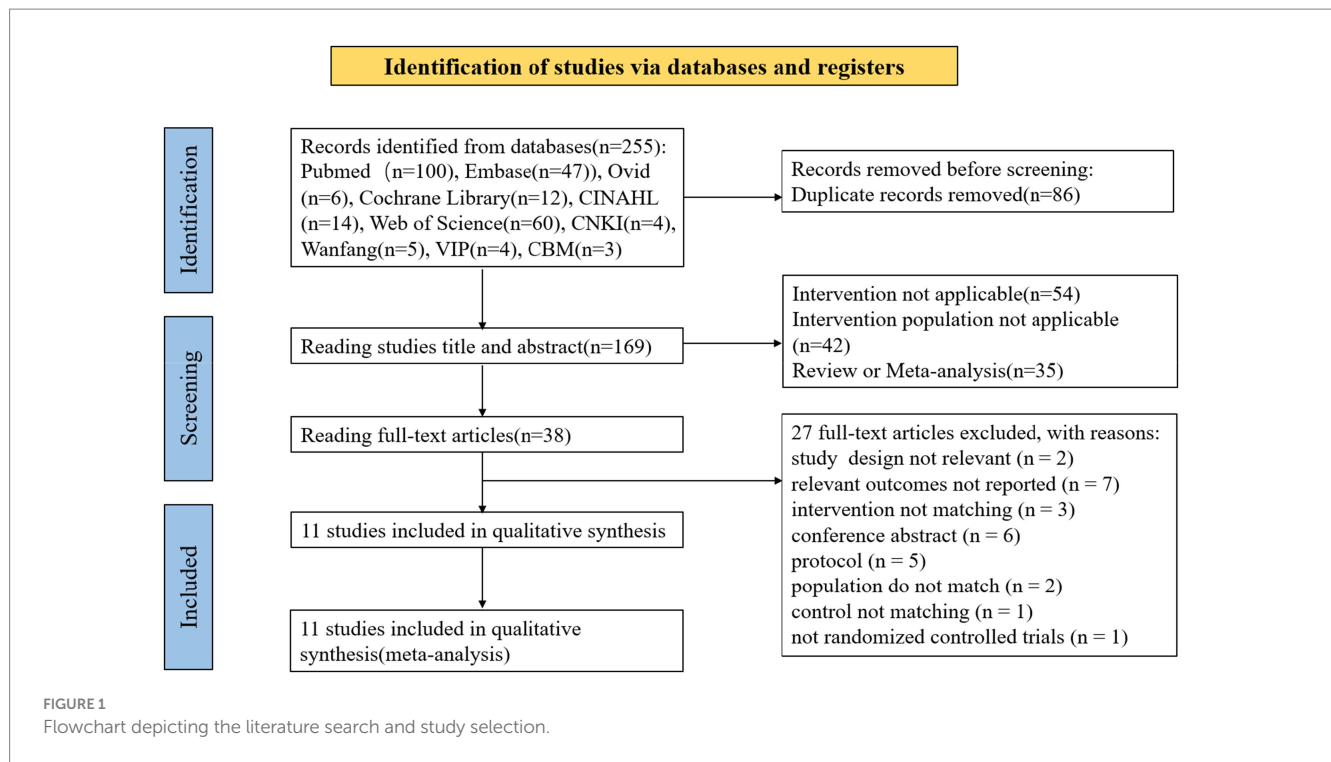 Identification of studies via databases and registers
Identification
Records identified from databases(n=255):
Pubmed（n=100), Embase(n=47)), Ovid
(n=6), Cochrane Library(n=12), CINAHL
(n=14), Web of Science(n=60), CNKI(n=4),
Wanfang(n=5), VIP(n=4), CBM(n=3)
Records removed before screening:
Duplicate records removed(n=86)
Screening
Reading studies title and abstract(n=169)
Intervention not applicable(n=54)
Intervention population not applicable
(n=42)
Review or Meta-analysis(n=35)
Reading full-text articles(n=38)
27 full-text articles excluded, with reasons:
study design not relevant (n = 2)
relevant outcomes not reported (n = 7)
intervention not matching (n = 3)
conference abstract (n = 6)
protocol (n = 5)
population do not match (n = 2)
control not matching (n = 1)
not randomized controlled trials (n = 1)
Included
11 studies included in qualitative synthesis
11 studies included in qualitative
synthesis(meta-analysis)
FIGURE 1
Flowchart depicting the literature search and study selection.